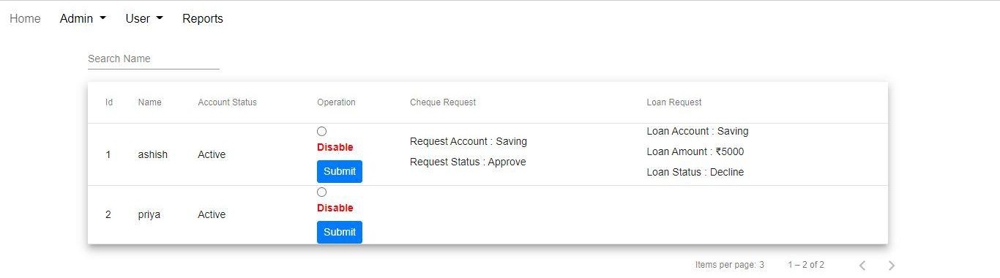 Home Admin User Reports
Search Name
Id Name Account Status Operation Cheque Request Loan Request
1 ashish Active Disable Submit Request Account : Saving Request Status : Approve Loan Account : Saving Loan Amount : ₹5000 Loan Status : Decline
2 priya Active Disable Submit
Items per page: 3 1 – 2 of 2